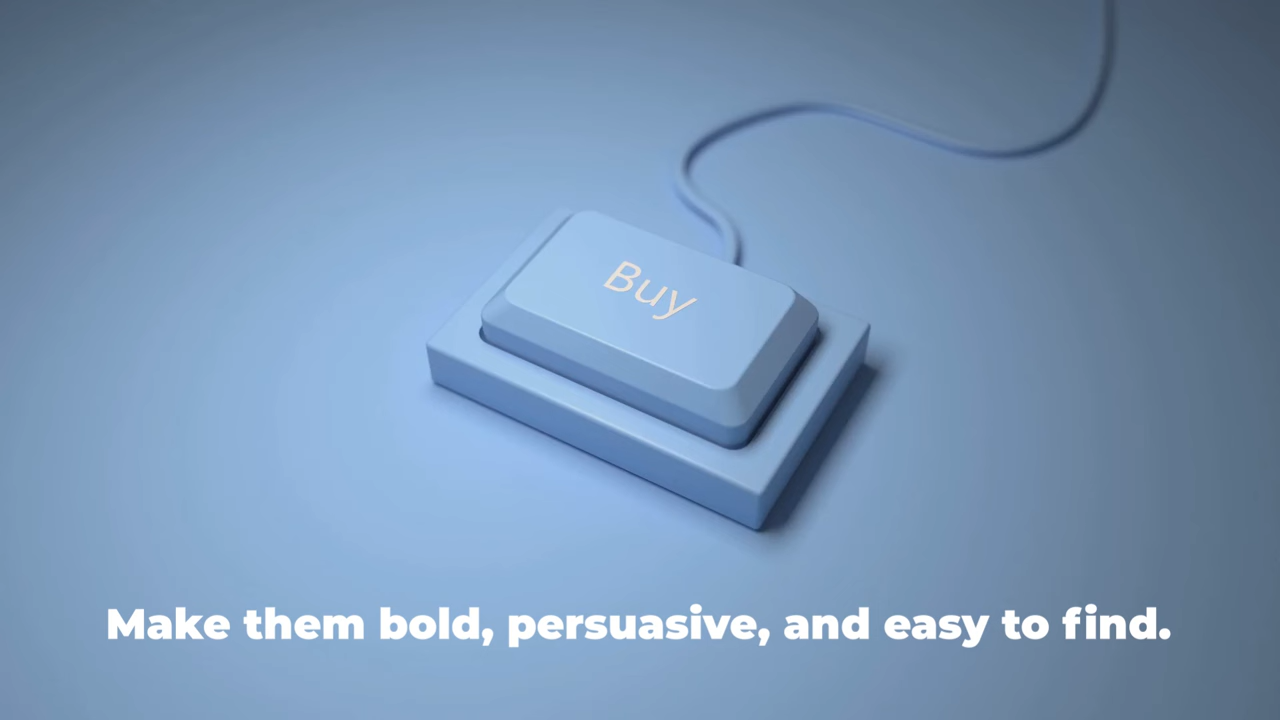 Buy
Make them bold, persuasive, and easy to find.